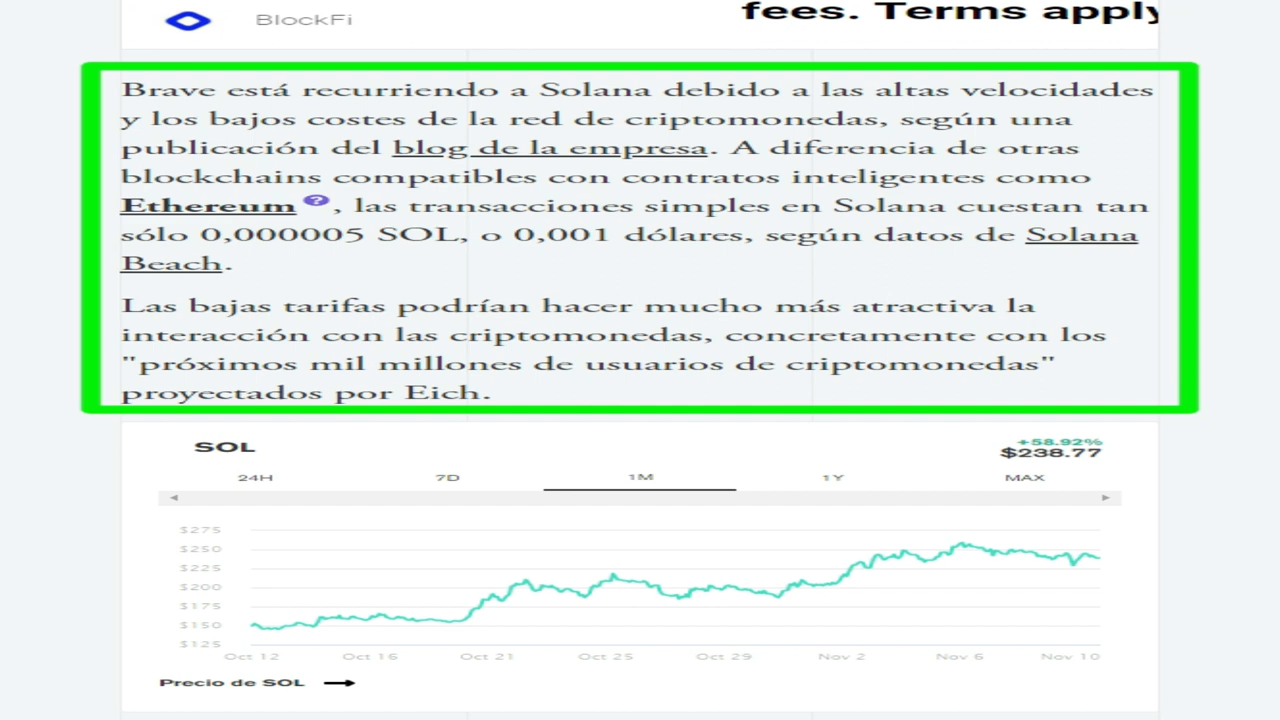 BlockFi
fees. Terms apply
Brave está recurriendo a Solana debido a las altas velocidades
y los bajos costes de la red de criptomonedas, según una
publicación del blog de la empresa. A diferencia de otras
blockchains compatibles con contratos inteligentes como
Ethereum ?, las transacciones simples en Solana cuestan tan
sólo 0,000005 SOL, o 0,001 dólares, según datos de Solana
Beach.
Las bajas tarifas podrían hacer mucho más atractiva la
interacción con las criptomonedas, concretamente con los
"próximos mil millones de usuarios de criptomonedas"
proyectados por Eich.
SOL
+58.92%
$238.77
24H 7D 1M 1Y MAX
$275
$250
$225
$200
$175
$150
$125
Oct 12 Oct 16 Oct 21 Oct 25 Oct 29 Nov 2 Nov 6 Nov 10
Precio de SOL